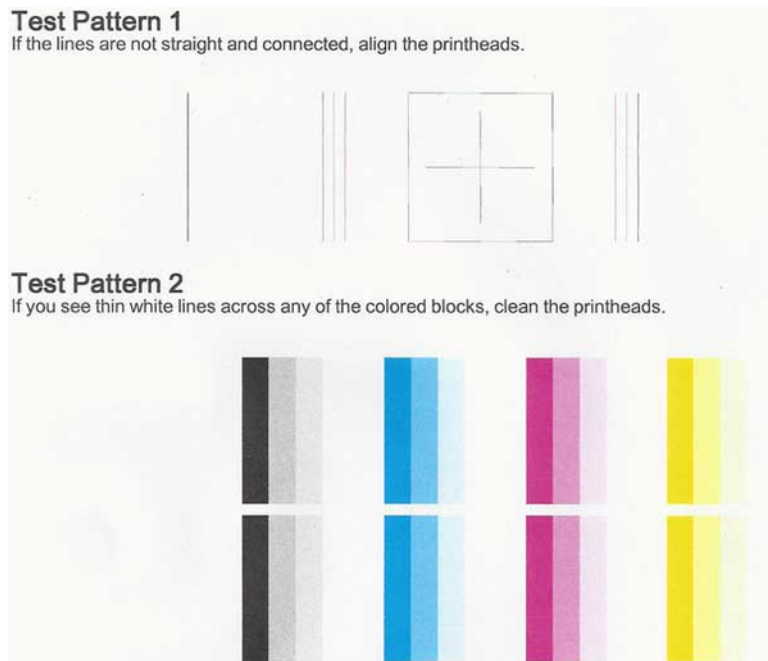 Test Pattern 1
If the lines are not straight and connected, align the printheads.
Test Pattern 2
If you see thin white lines across any of the colored blocks, clean the printheads.